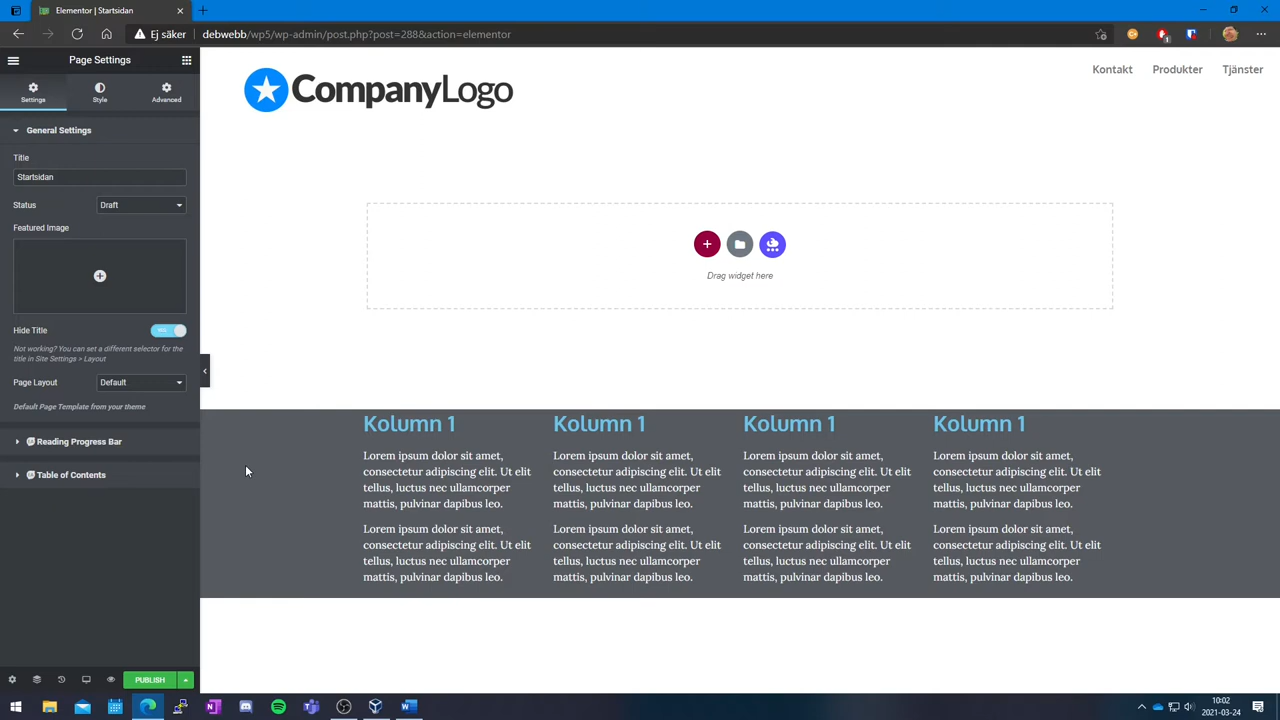 Elementor | Startsidan
Ej säker
debwebb/wp5/wp-admin/post.php?post=288&action=elementor
1
Page Settings
Settings
Style
Advanced
General Settings
Title
Startsidan
Status
Draft
Featured Image
Hide Title
Not working? You can set a different selector for the
title in Site Settings > Layout
Page Layout
Default
Default Page Template from your theme
Reading Progress Bar
Table of Contents
PUBLISH
CompanyLogo
Kontakt
Produkter
Tjänster
Drag widget here
Kolumn 1
Lorem ipsum dolor sit amet,
consectetur adipiscing elit. Ut elit
tellus, luctus nec ullamcorper
mattis, pulvinar dapibus leo.
Lorem ipsum dolor sit amet,
consectetur adipiscing elit. Ut elit
tellus, luctus nec ullamcorper
mattis, pulvinar dapibus leo.
Kolumn 1
Lorem ipsum dolor sit amet,
consectetur adipiscing elit. Ut elit
tellus, luctus nec ullamcorper
mattis, pulvinar dapibus leo.
Lorem ipsum dolor sit amet,
consectetur adipiscing elit. Ut elit
tellus, luctus nec ullamcorper
mattis, pulvinar dapibus leo.
Kolumn 1
Lorem ipsum dolor sit amet,
consectetur adipiscing elit. Ut elit
tellus, luctus nec ullamcorper
mattis, pulvinar dapibus leo.
Lorem ipsum dolor sit amet,
consectetur adipiscing elit. Ut elit
tellus, luctus nec ullamcorper
mattis, pulvinar dapibus leo.
Kolumn 1
Lorem ipsum dolor sit amet,
consectetur adipiscing elit. Ut elit
tellus, luctus nec ullamcorper
mattis, pulvinar dapibus leo.
Lorem ipsum dolor sit amet,
consectetur adipiscing elit. Ut elit
tellus, luctus nec ullamcorper
mattis, pulvinar dapibus leo.
10:02
2021-03-24